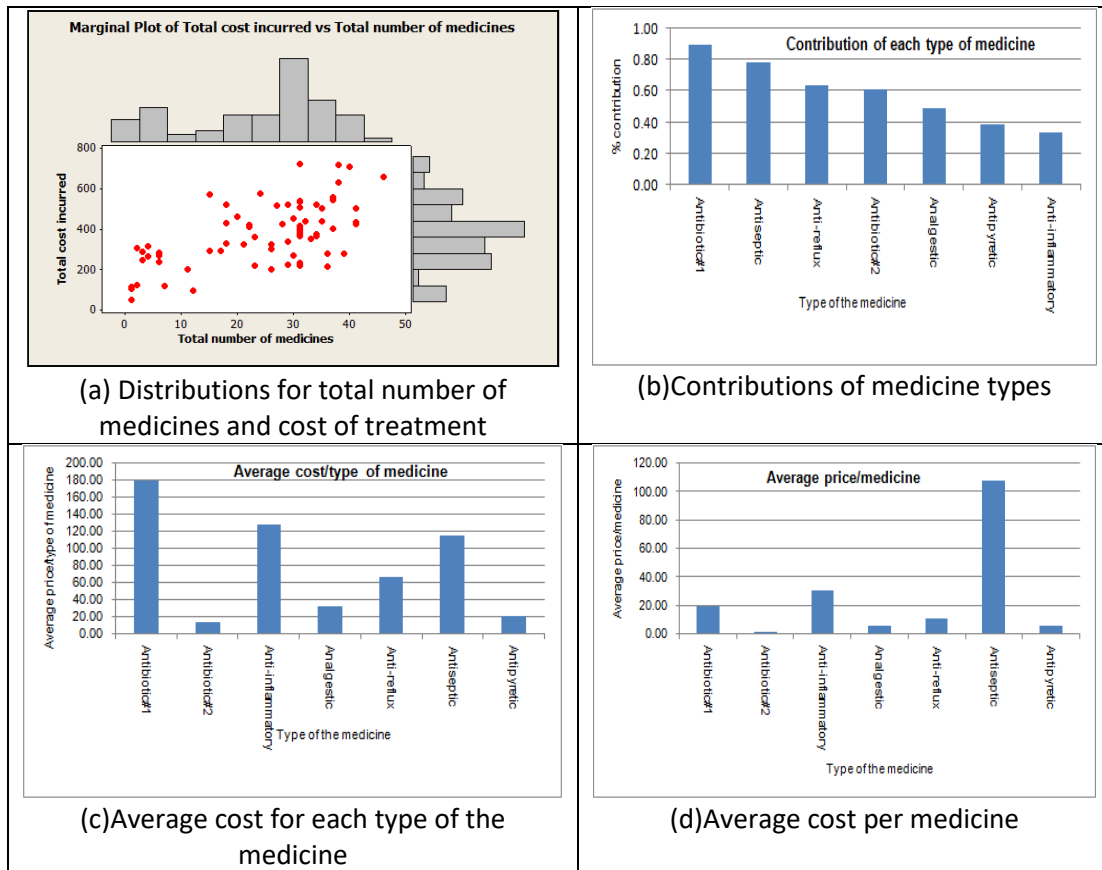 Marginal Plot of Total cost incurred vs Total number of medicines
800
600
400
200
0
Total cost incurred
0 10 20 30 40 50
Total number of medicines
(a) Distributions for total number of
medicines and cost of treatment
Contribution of each type of medicine
1.00
0.80
0.60
0.40
0.20
0.00
% contribution
Antibiotic#1
Antiseptic
Anti-reflux
Antibiotic#2
Analgestic
Antipyretic
Anti-inflammatory
Type of the medicine
(b)Contributions of medicine types
Average cost/type of medicine
200.00
180.00
160.00
140.00
120.00
100.00
80.00
60.00
40.00
20.00
0.00
Average price/type of medicine
Antibiotic#1
Antibiotic#2
Anti-inflammatory
Analgestic
Anti-reflux
Antiseptic
Antipyretic
Type of the medicine
(c)Average cost for each type of the
medicine
Average price/medicine
120.00
100.00
80.00
60.00
40.00
20.00
0.00
Average price/medicine
Antibiotic#1
Antibiotic#2
Anti-inflammatory
Analgestic
Anti-reflux
Antiseptic
Antipyretic
Type of the medicine
(d)Average cost per medicine